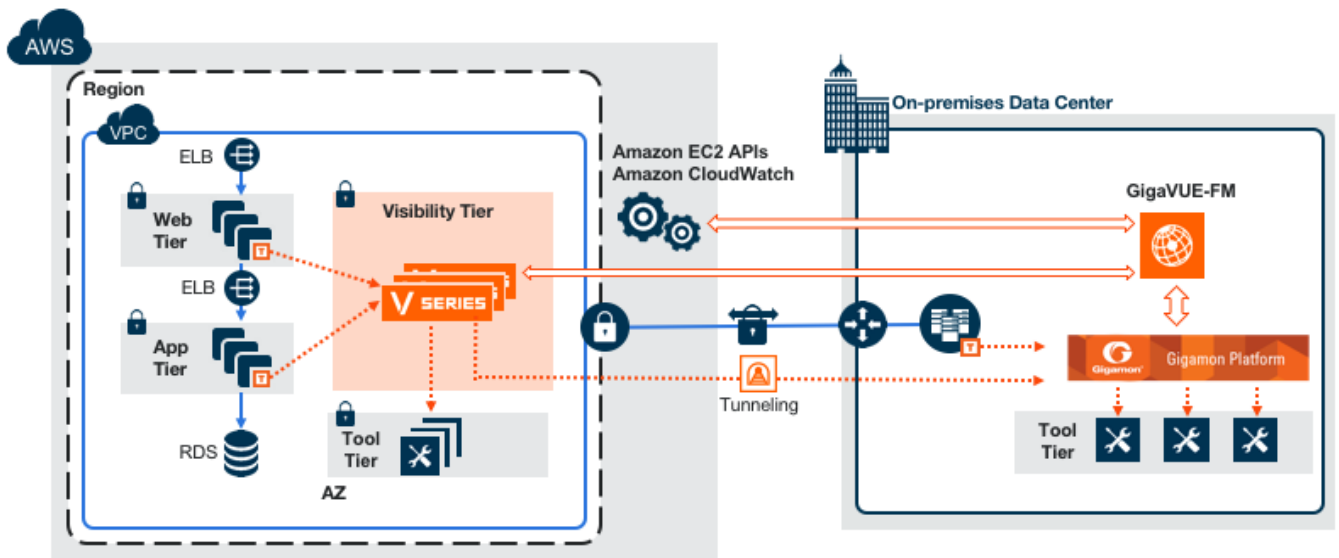 AWS
Region
VPC
ELB
Web
Tier
T
ELB
App
Tier
T
RDS
Visibility Tier
V SERIES
Tool
Tier
AZ
Amazon EC2 APIs
Amazon CloudWatch
Tunneling
On-premises Data Center
GigaVUE-FM
T
G
Gigamon®
Gigamon Platform
Tool
Tier